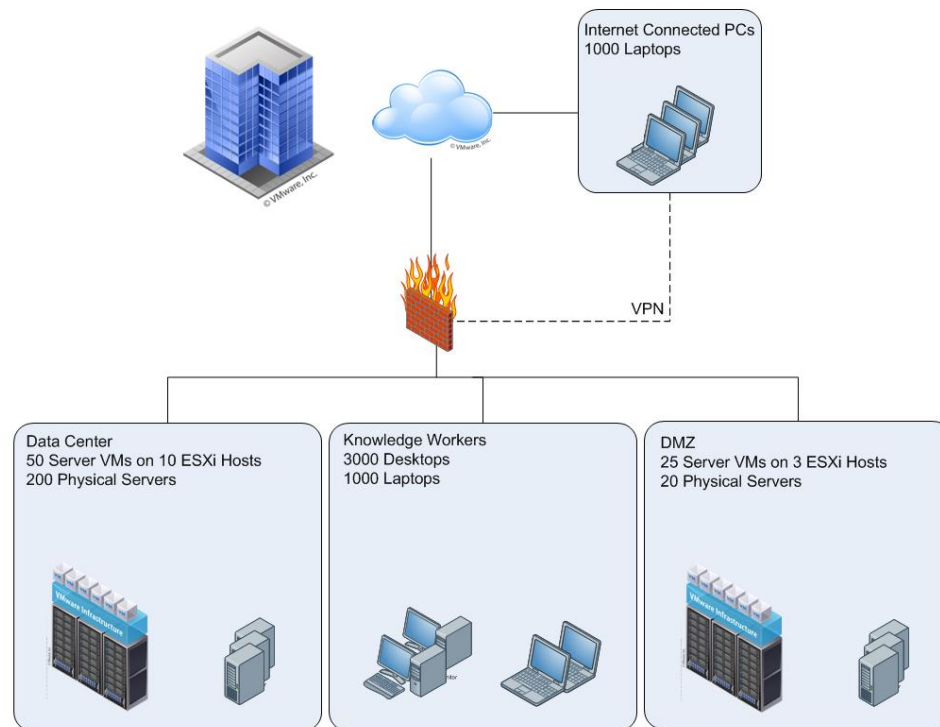 Internet Connected PCs
1000 Laptops
© VMware, Inc.
© VMware, Inc.
VPN
Data Center
50 Server VMs on 10 ESXi Hosts
200 Physical Servers
Knowledge Workers
3000 Desktops
1000 Laptops
DMZ
25 Server VMs on 3 ESXi Hosts
20 Physical Servers
VMware Infrastructure
VMware Infrastructure